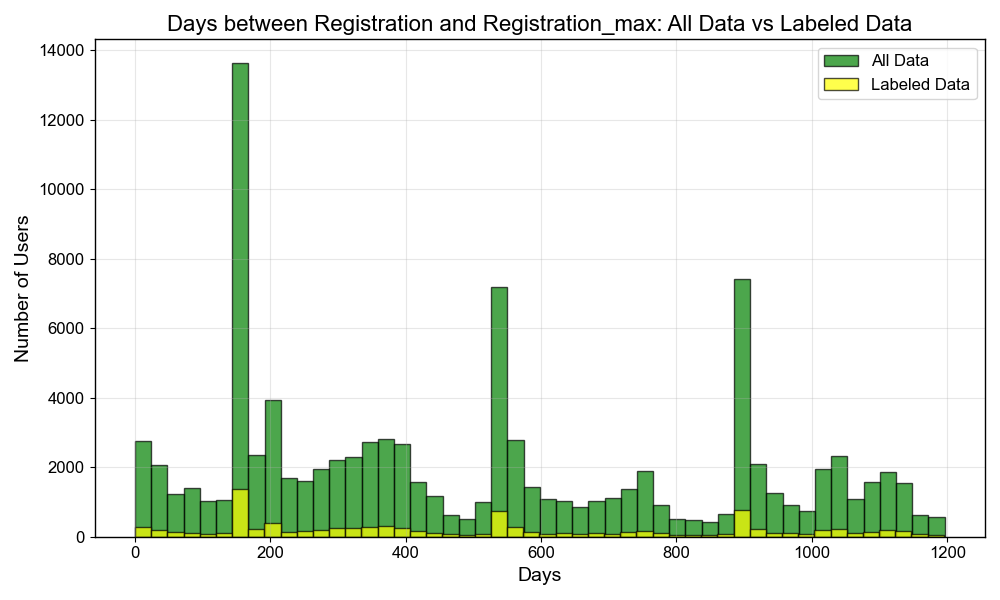 Days between Registration and Registration_max: All Data vs Labeled Data
14000
12000
10000
8000
6000
4000
2000
0
Number of Users
All Data
Labeled Data
0 200 400 600 800 1000 1200
Days